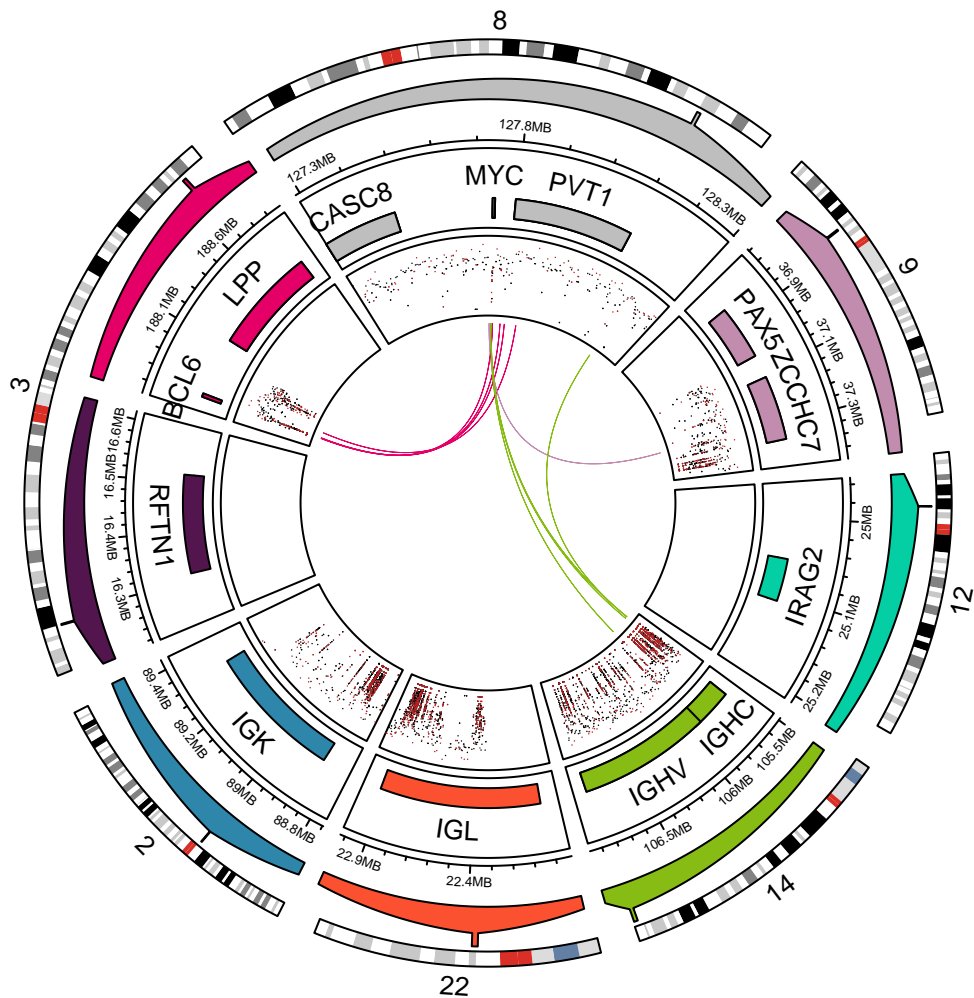 8
127.3MB
127.8MB
128.3MB
CASC8
MYC
PVT1
9
36.9MB
37.1MB
37.3MB
PAX5
ZCCHC7
12
25MB
25.1MB
25.2MB
IRAG2
14
105.5MB
106MB
106.5MB
IGHC
IGHV
22
22.4MB
22.9MB
IGL
2
88.8MB
89MB
89.2MB
89.4MB
IGK
3
16.3MB
16.4MB
16.5MB
16.6MB
RFTN1
188.1MB
188.6MB
BCL6
LPP